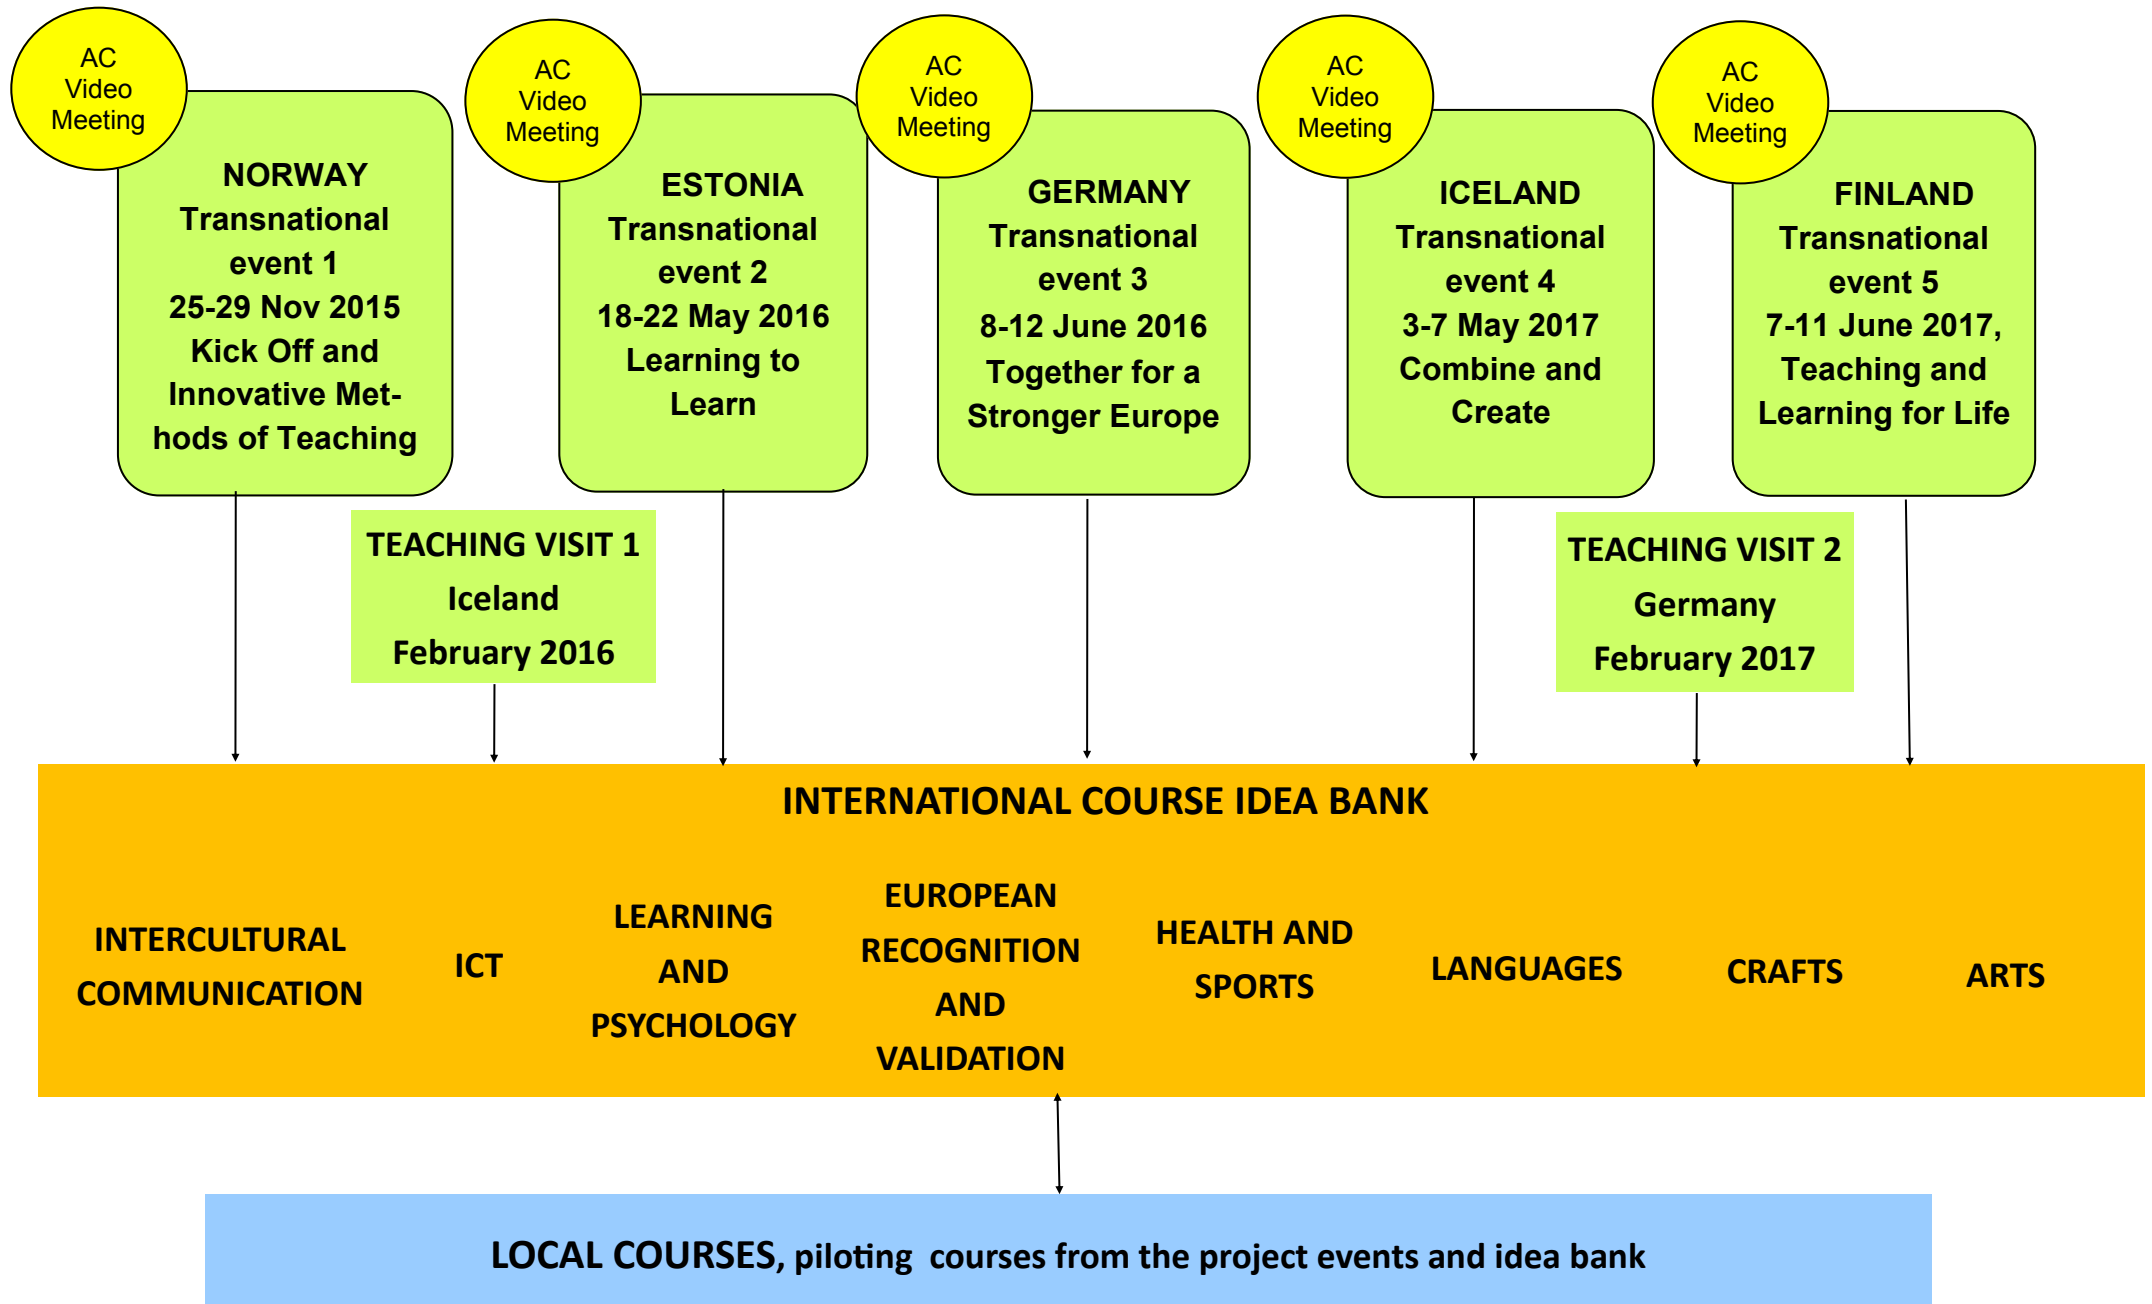 AC
Video
Meeting
NORWAY
Transnational
event 1
25-29 Nov 2015
Kick Off and
Innovative Met-
hods of Teaching
AC
Video
Meeting
ESTONIA
Transnational
event 2
18-22 May 2016
Learning to
Learn
AC
Video
Meeting
GERMANY
Transnational
event 3
8-12 June 2016
Together for a
Stronger Europe
AC
Video
Meeting
ICELAND
Transnational
event 4
3-7 May 2017
Combine and
Create
AC
Video
Meeting
FINLAND
Transnational
event 5
7-11 June 2017,
Teaching and
Learning for Life
TEACHING VISIT 1
Iceland
February 2016
TEACHING VISIT 2
Germany
February 2017
INTERNATIONAL COURSE IDEA BANK
INTERCULTURAL
COMMUNICATION
ICT
LEARNING
AND
PSYCHOLOGY
EUROPEAN
RECOGNITION
AND
VALIDATION
HEALTH AND
SPORTS
LANGUAGES
CRAFTS
ARTS
LOCAL COURSES, piloting  courses from the project events and idea bank